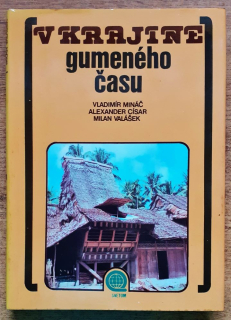 V KRAJINE
gumeného
času
VLADIMÍR MINÁČ
ALEXANDER CÍSAR
MILAN VALÁŠEK